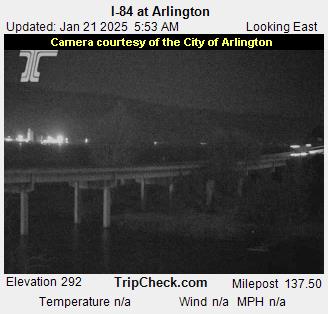 I-84 at Arlington
Updated: Jan 21 2025 5:53 AM Looking East
Camera courtesy of the City of Arlington
Elevation 292 TripCheck.com Milepost 137.50
Temperature n/a Wind n/a MPH n/a